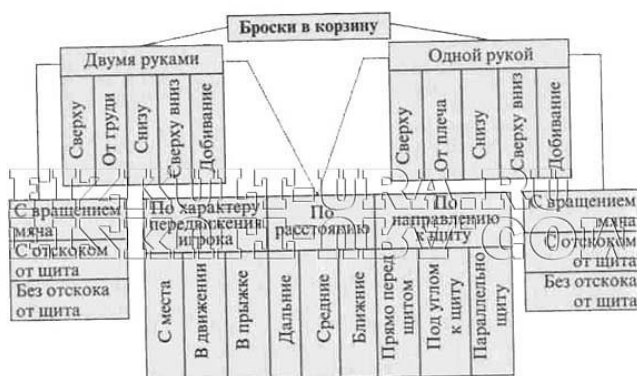 Броски в корзину
Двумя руками
Одной рукой
Сверху
От груди
Снизу
Сверху вниз
Добивание
Сверху
От плеча
Снизу
Сверху вниз
Добивание
С вращением
мяча
С отскоком
от щита
Без отскока
от щита
По характеру
передвижения
игрока
По
расстоянию
По
направлению
к щиту
С вращением
мяча
С отскоком
от щита
Без отскока
от щита
С места
В движении
В прыжке
Дальние
Средние
Ближние
Прямо перед
щитом
Под углом
к щиту
Параллельно
щиту